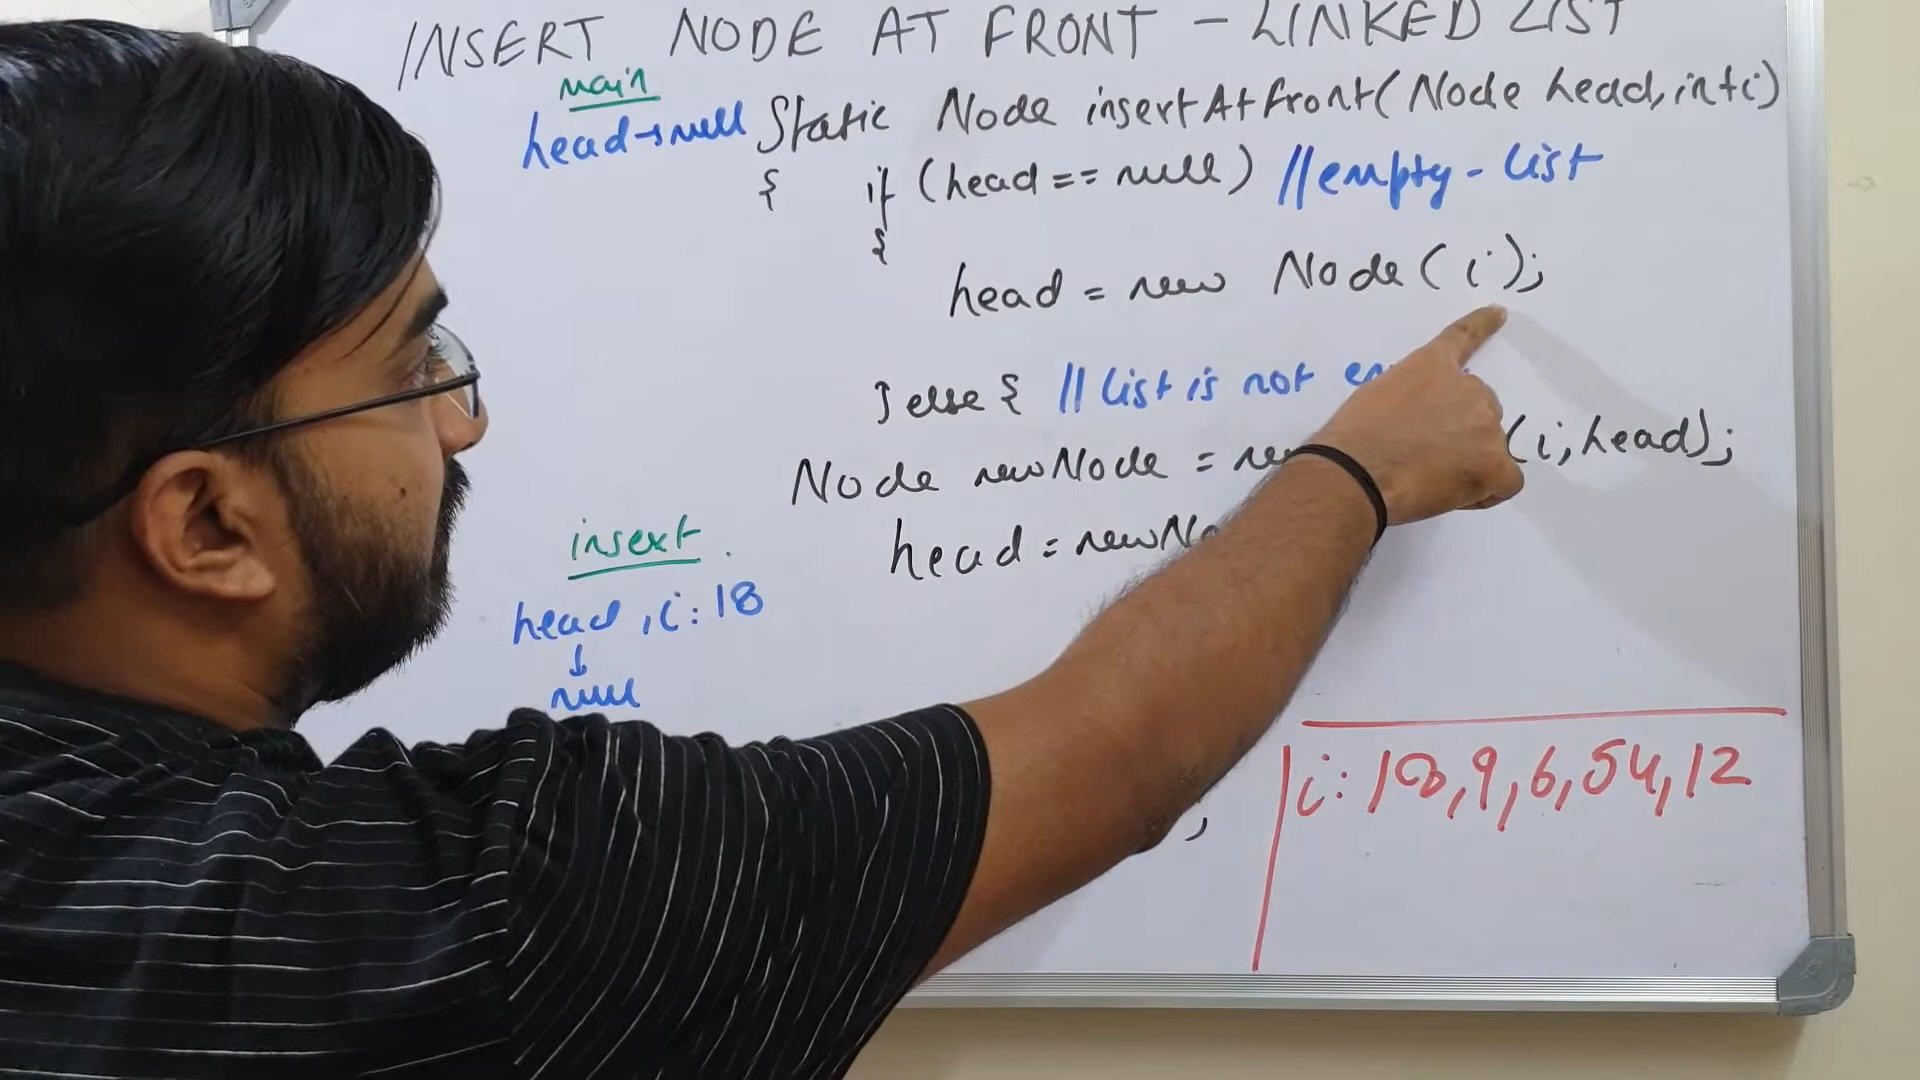 INSERT NODE AT FRONT - LINKED LIST
main
head→null
Static Node insertAtFront(Node head, int i)
{ if (head == null) //empty-list
{
head = new Node(i);
} else { // list is not
Node newNode = (i, head);
head =
insert
head, i: 18
↓
null
i: 18, 9, 6, 54, 12